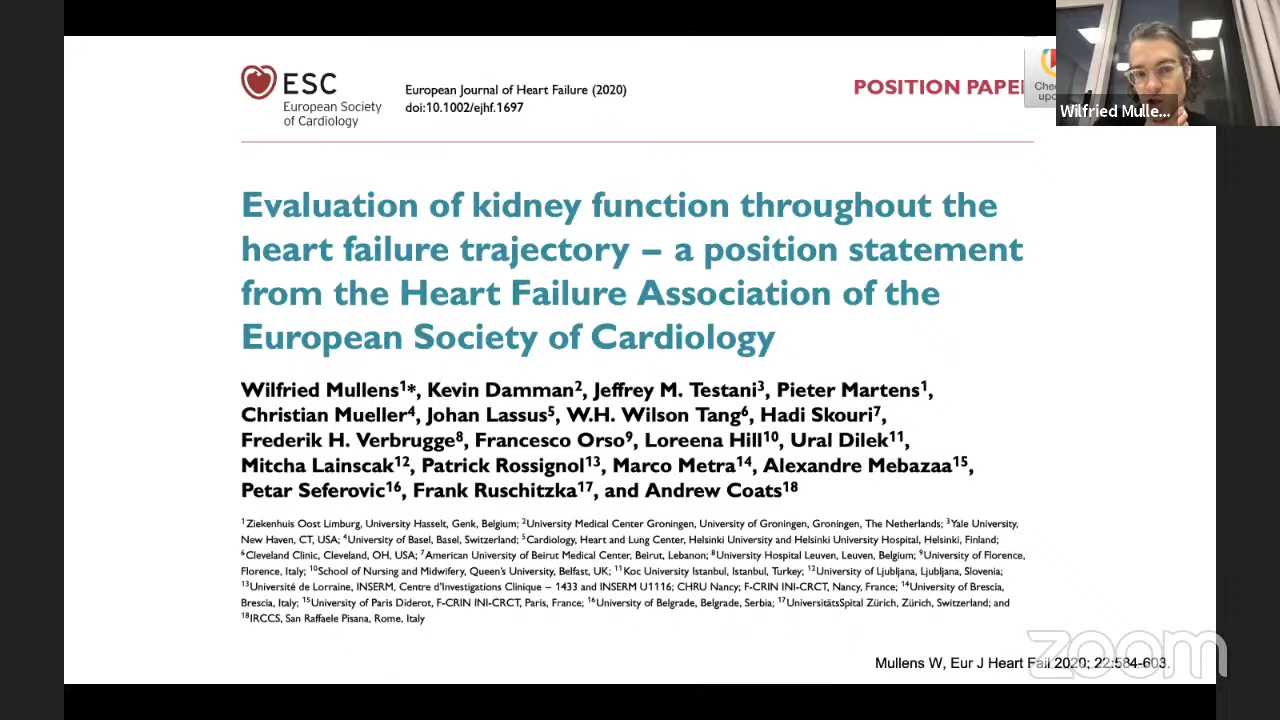 ESC
European Society
of Cardiology
European Journal of Heart Failure (2020)
doi:10.1002/ejhf.1697
POSITION PAPE
Che
upd
Wilfried Mulle...
Evaluation of kidney function throughout the
heart failure trajectory – a position statement
from the Heart Failure Association of the
European Society of Cardiology
Wilfried Mullens¹*, Kevin Damman², Jeffrey M. Testani³, Pieter Martens¹,
Christian Mueller⁴, Johan Lassus⁵, W.H. Wilson Tang⁶, Hadi Skouri⁷,
Frederik H. Verbrugge⁸, Francesco Orso⁹, Loreena Hill¹⁰, Ural Dilek¹¹,
Mitcha Lainscak¹², Patrick Rossignol¹³, Marco Metra¹⁴, Alexandre Mebazaa¹⁵,
Petar Seferovic¹⁶, Frank Ruschitzka¹⁷, and Andrew Coats¹⁸
¹Ziekenhuis Oost Limburg, University Hasselt, Genk, Belgium; ²University Medical Center Groningen, University of Groningen, Groningen, The Netherlands; ³Yale University,
New Haven, CT, USA; ⁴University of Basel, Basel, Switzerland; ⁵Cardiology, Heart and Lung Center, Helsinki University and Helsinki University Hospital, Helsinki, Finland;
⁶Cleveland Clinic, Cleveland, OH, USA; ⁷American University of Beirut Medical Center, Beirut, Lebanon; ⁸University Hospital Leuven, Leuven, Belgium; ⁹University of Florence,
Florence, Italy; ¹⁰School of Nursing and Midwifery, Queen's University, Belfast, UK; ¹¹Koc University Istanbul, Istanbul, Turkey; ¹²University of Ljubljana, Ljubljana, Slovenia;
¹³Université de Lorraine, INSERM, Centre d'Investigations Clinique – 1433 and INSERM U1116; CHRU Nancy; F-CRIN INI-CRCT, Nancy, France; ¹⁴University of Brescia,
Brescia, Italy; ¹⁵University of Paris Diderot, F-CRIN INI-CRCT, Paris, France; ¹⁶University of Belgrade, Belgrade, Serbia; ¹⁷UniversitätsSpital Zürich, Zürich, Switzerland; and
¹⁸IRCCS, San Raffaele Pisana, Rome, Italy
Mullens W, Eur J Heart Fail 2020; 22:584-603.
zoom